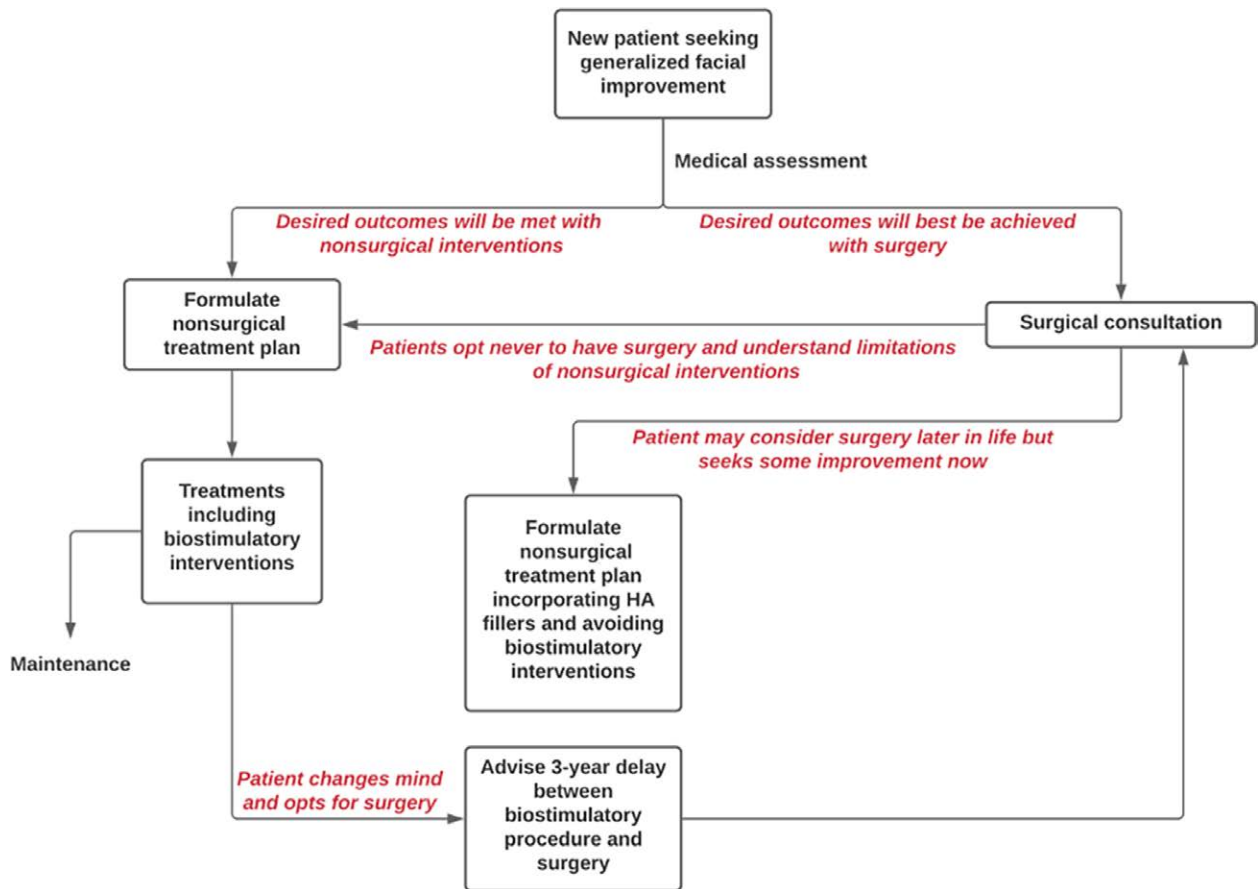 New patient seeking
generalized facial
improvement
Medical assessment
Desired outcomes will be met with
nonsurgical interventions
Desired outcomes will best be achieved
with surgery
Formulate
nonsurgical
treatment plan
Surgical consultation
Patients opt never to have surgery and understand limitations
of nonsurgical interventions
Patient may consider surgery later in life but
seeks some improvement now
Treatments
including
biostimulatory
interventions
Formulate
nonsurgical
treatment plan
incorporating HA
fillers and avoiding
biostimulatory
interventions
Maintenance
Patient changes mind
and opts for surgery
Advise 3-year delay
between
biostimulatory
procedure and
surgery